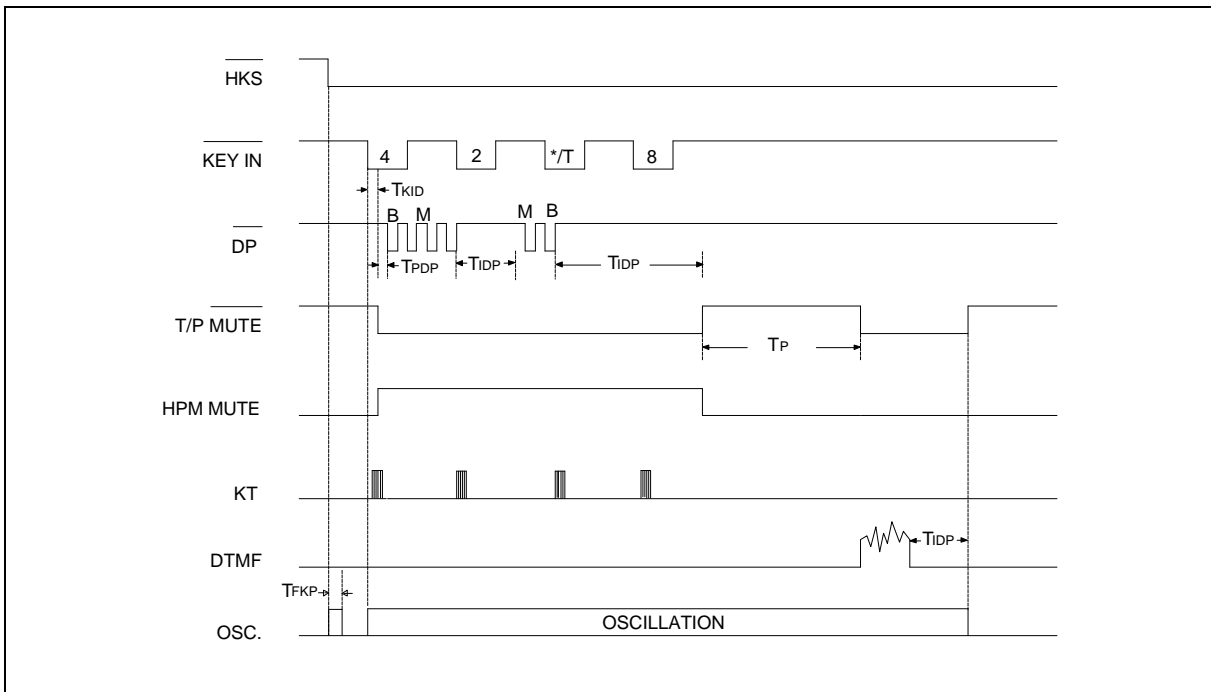 HKS
KEY IN
4
2
*/T
8
TKID
B M
M B
DP
TPDP
TIDP
TIDP
T/P MUTE
TP
HPM MUTE
KT
DTMF
TIDP
TFKP
OSC.
OSCILLATION